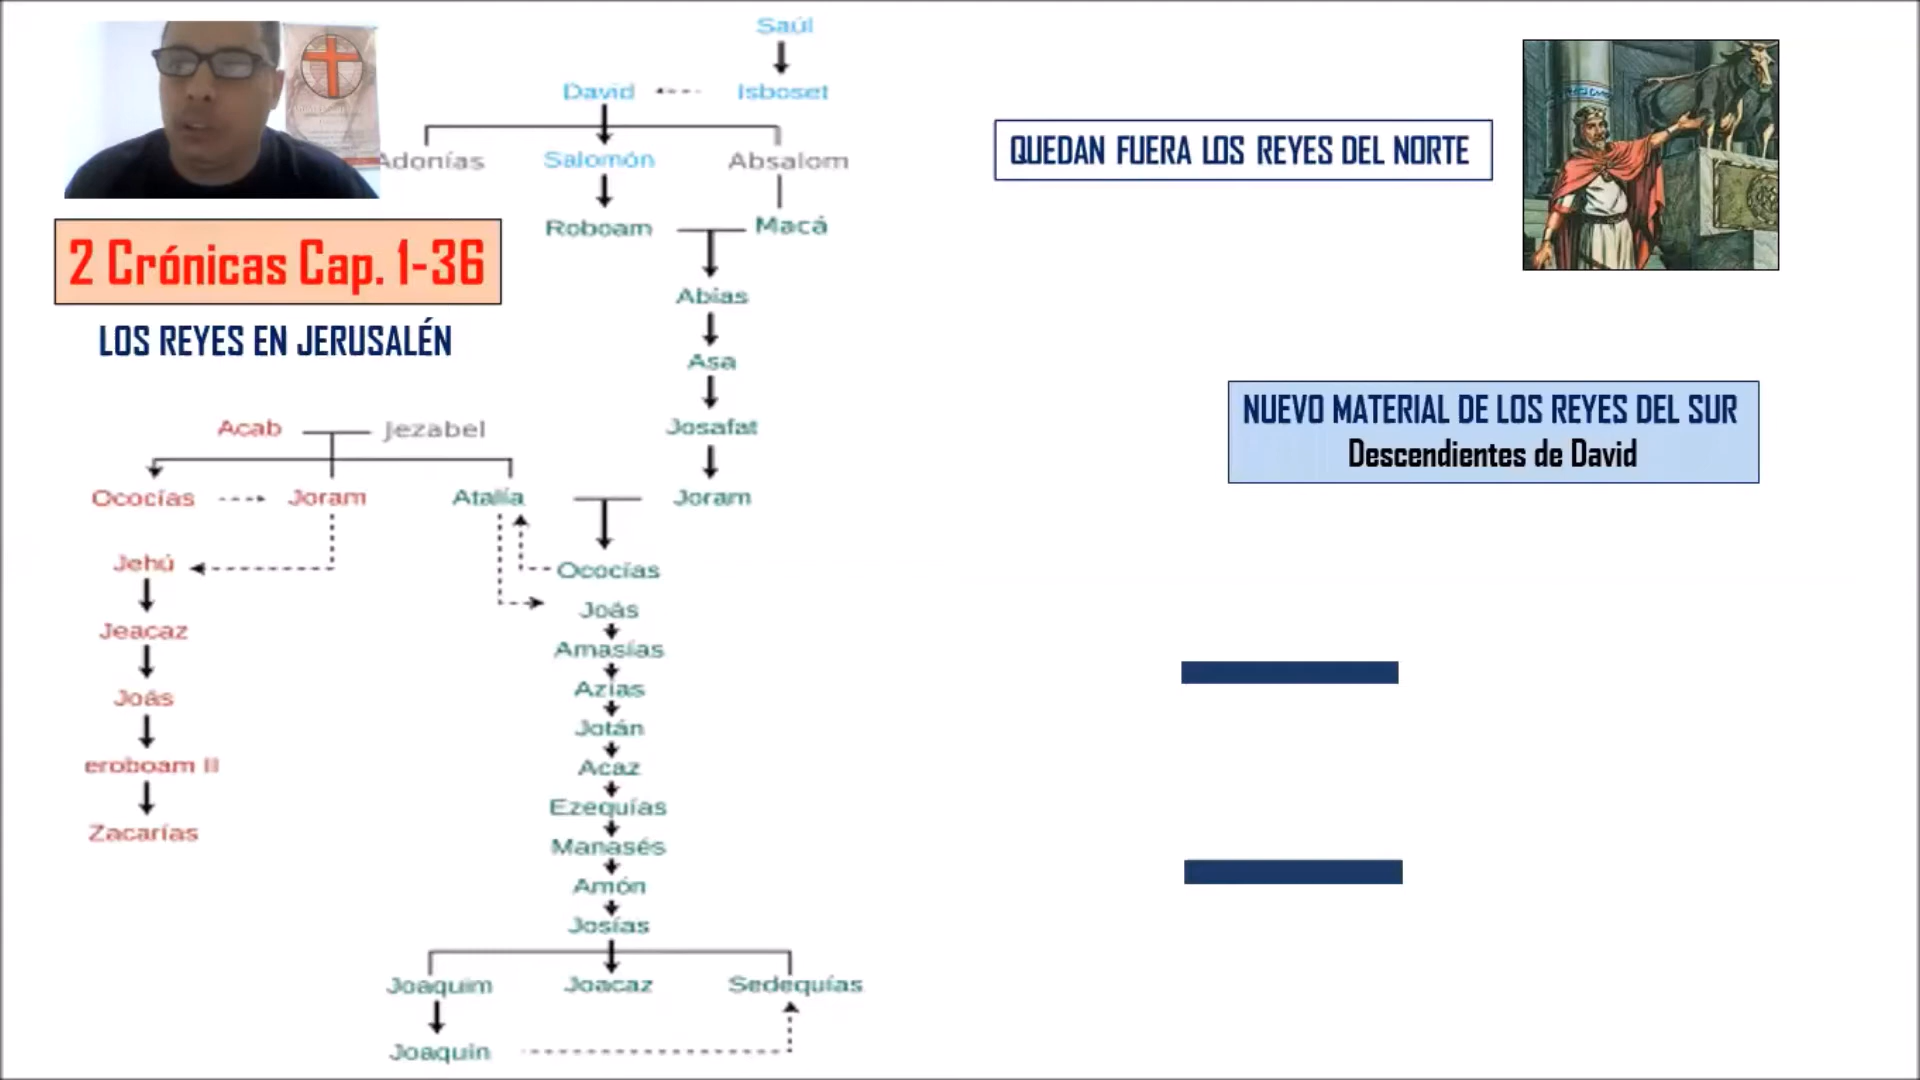 Saúl
David
Isboset
Adonías
Salomón
Absalom
Roboam
Macá
2 Crónicas Cap. 1-36
LOS REYES EN JERUSALÉN
Abías
Asa
Josafat
Acab
Jezabel
Ococías
Joram
Atalía
Joram
Jehú
Ococías
Joás
Jeacaz
Amasías
Azías
Joás
Jotán
eroboam II
Acaz
Ezequías
Zacarías
Manasés
Amón
Josías
Joaquim
Joacaz
Sedequías
Joaquin
QUEDAN FUERA LOS REYES DEL NORTE
NUEVO MATERIAL DE LOS REYES DEL SUR
Descendientes de David